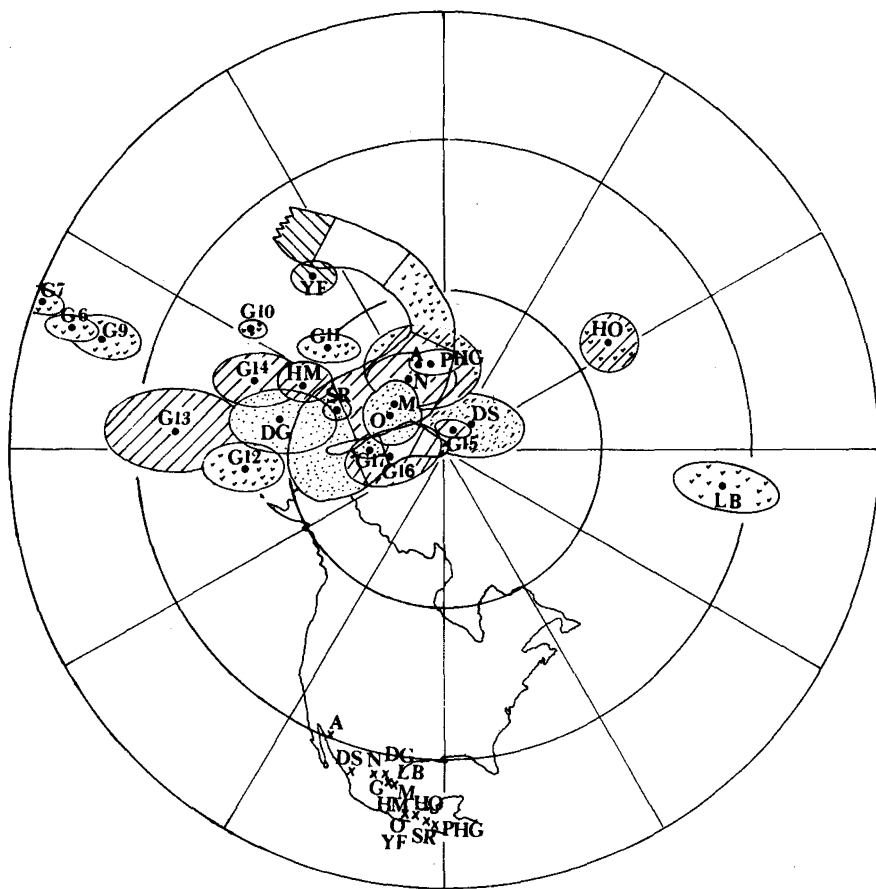 YF
G7
G6
G9
G10
G11
HO
A
PHG
N
G14
HM
SR
M
O
DS
G13
DG
G15
G12
G17
G16
LB
A
DS
N
DG
LB
G
M
HM
HO
O
SR
PHG
YF